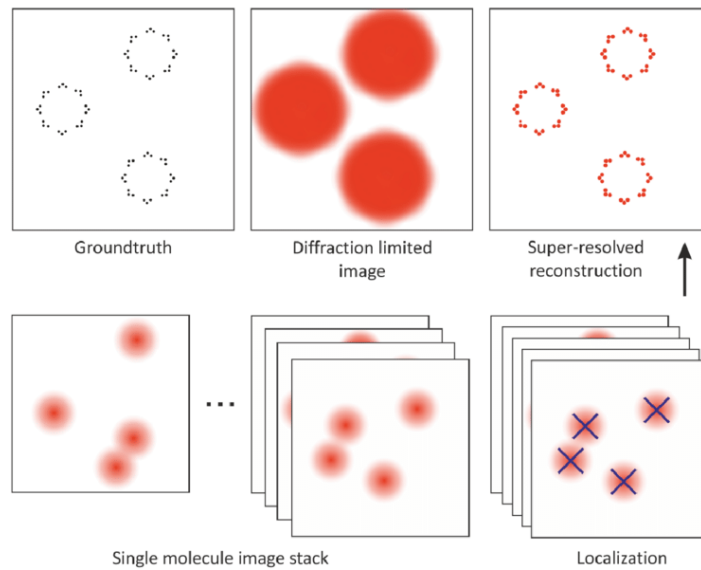 Groundtruth
Diffraction limited
image
Super-resolved
reconstruction
...
Single molecule image stack
Localization